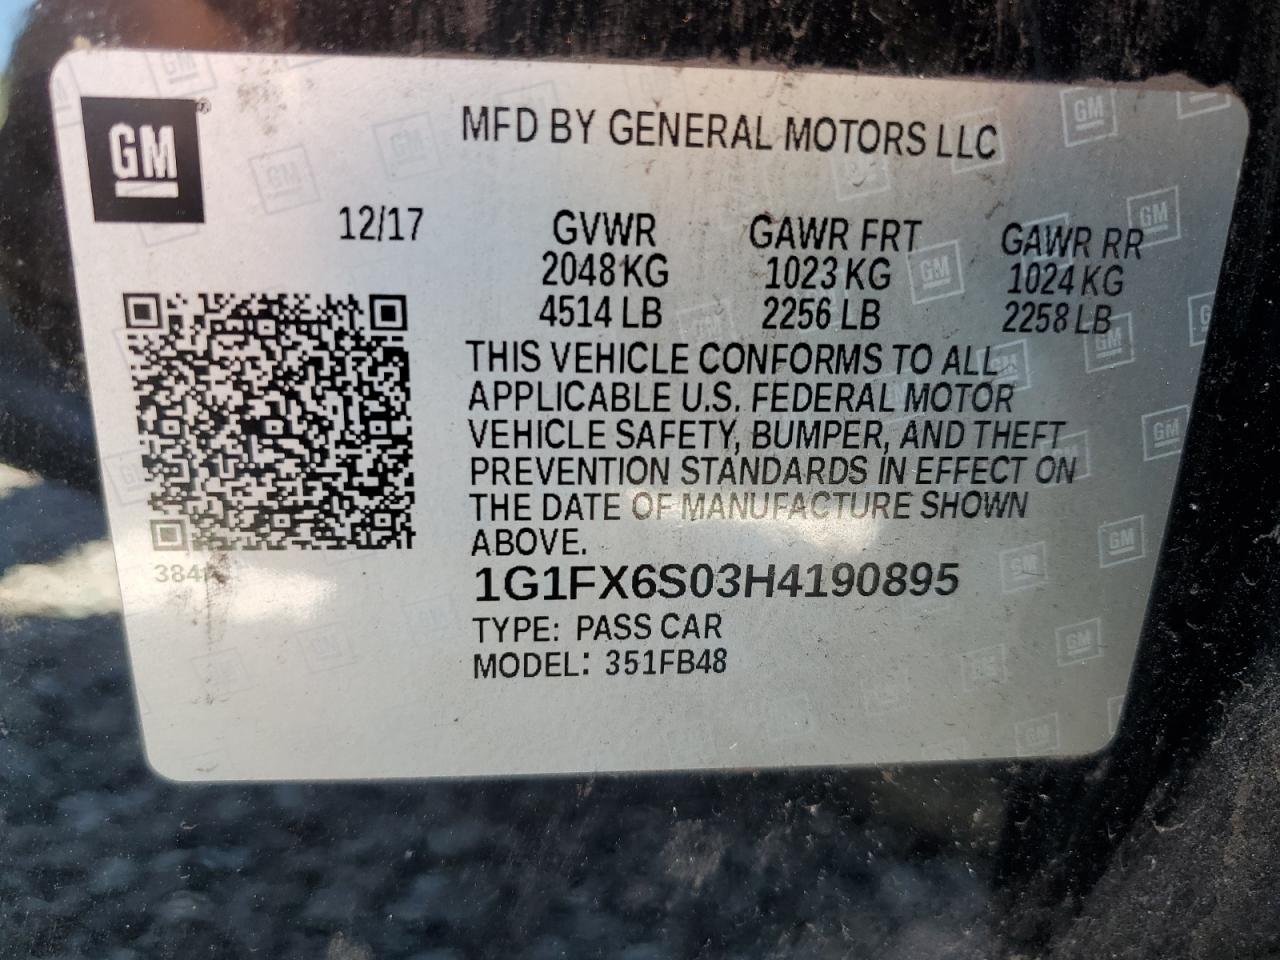 GM®
MFD BY GENERAL MOTORS LLC
12/17
GVWR
2048 KG
4514 LB
GAWR FRT
1023 KG
2256 LB
GAWR RR
1024 KG
2258 LB
THIS VEHICLE CONFORMS TO ALL
APPLICABLE U.S. FEDERAL MOTOR
VEHICLE SAFETY, BUMPER, AND THEFT
PREVENTION STANDARDS IN EFFECT ON
THE DATE OF MANUFACTURE SHOWN
ABOVE.
1G1FX6S03H4190895
TYPE: PASS CAR
MODEL: 351FB48